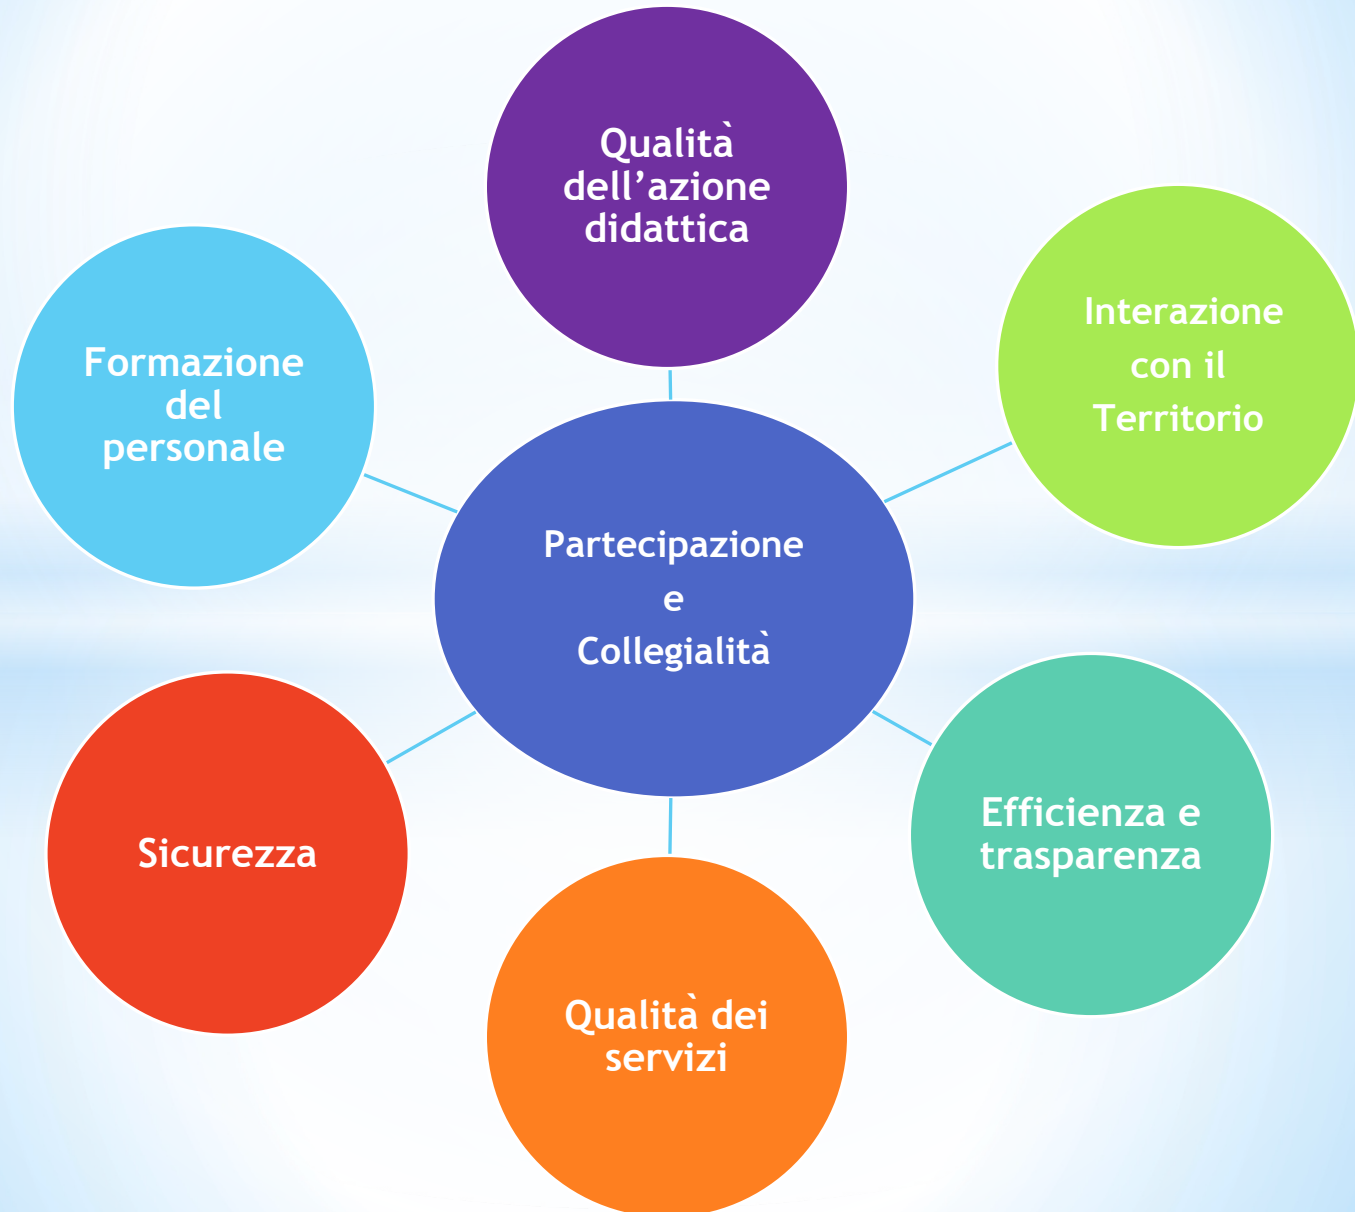 Qualità
dell’azione
didattica
Interazione
con il
Territorio
Formazione
del
personale
Partecipazione
e
Collegialità
Efficienza e
trasparenza
Sicurezza
Qualità dei
servizi